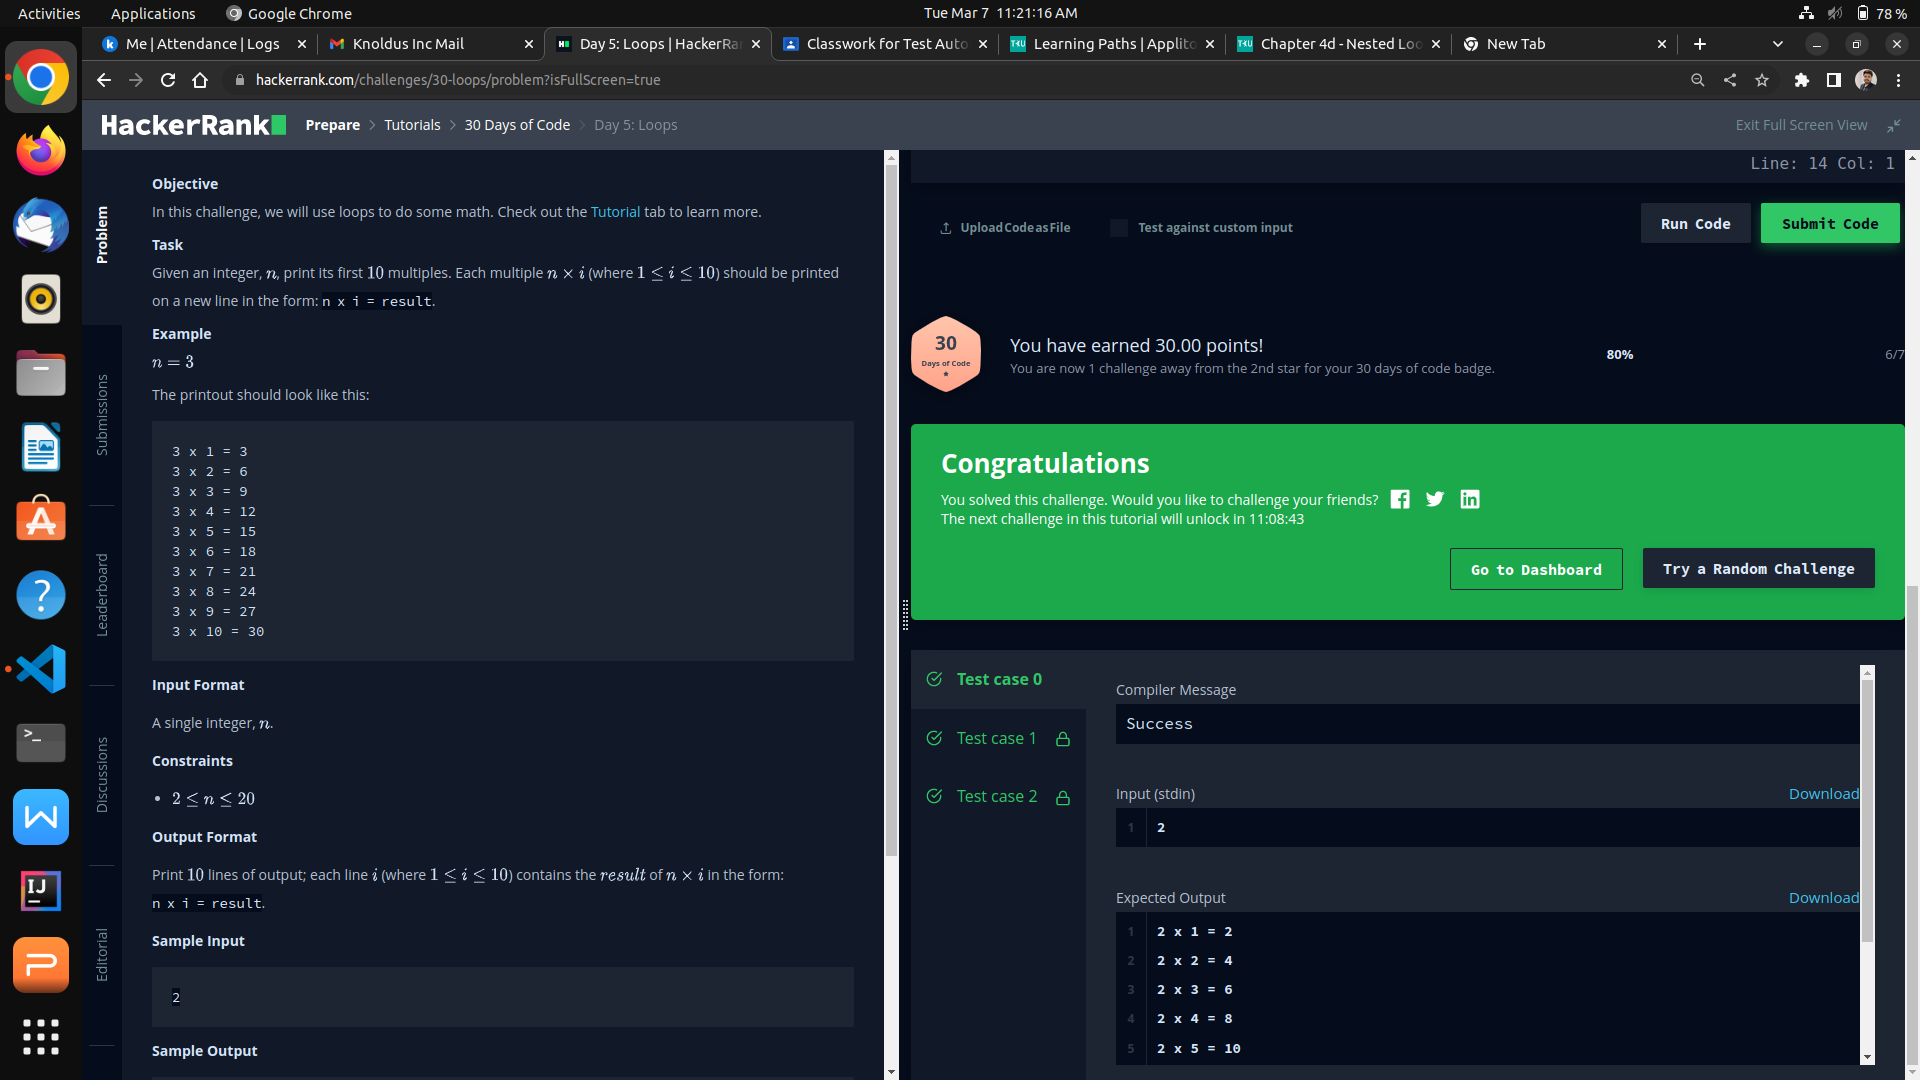 Activities
Applications
Google Chrome
Tue Mar 7 11:21:16 AM
78 %
Me | Attendance | Logs
Knoldus Inc Mail
Day 5: Loops | HackerRa
Classwork for Test Auto
Learning Paths | Applito
Chapter 4d - Nested Loo
New Tab
hackerrank.com/challenges/30-loops/problem?isFullScreen=true
HackerRank
Prepare > Tutorials > 30 Days of Code > Day 5: Loops
Exit Full Screen View
Problem
Submissions
Leaderboard
Discussions
Editorial
Objective
In this challenge, we will use loops to do some math. Check out the Tutorial tab to learn more.
Task
Given an integer, n, print its first 10 multiples. Each multiple n × i (where 1 ≤ i ≤ 10) should be printed
on a new line in the form: n x i = result.
Example
n = 3
The printout should look like this:
3 x 1 = 3
3 x 2 = 6
3 x 3 = 9
3 x 4 = 12
3 x 5 = 15
3 x 6 = 18
3 x 7 = 21
3 x 8 = 24
3 x 9 = 27
3 x 10 = 30
Input Format
A single integer, n.
Constraints
• 2 ≤ n ≤ 20
Output Format
Print 10 lines of output; each line i (where 1 ≤ i ≤ 10) contains the result of n × i in the form:
n x i = result.
Sample Input
2
Sample Output
Line: 14 Col: 1
Upload Code as File
Test against custom input
Run Code
Submit Code
30
Days of Code
You have earned 30.00 points!
You are now 1 challenge away from the 2nd star for your 30 days of code badge.
80%
6/7
Congratulations
You solved this challenge. Would you like to challenge your friends?
The next challenge in this tutorial will unlock in 11:08:43
Go to Dashboard
Try a Random Challenge
Test case 0
Test case 1
Test case 2
Compiler Message
Success
Input (stdin)
Download
1 2
Expected Output
Download
1 2 x 1 = 2
2 2 x 2 = 4
3 2 x 3 = 6
4 2 x 4 = 8
5 2 x 5 = 10